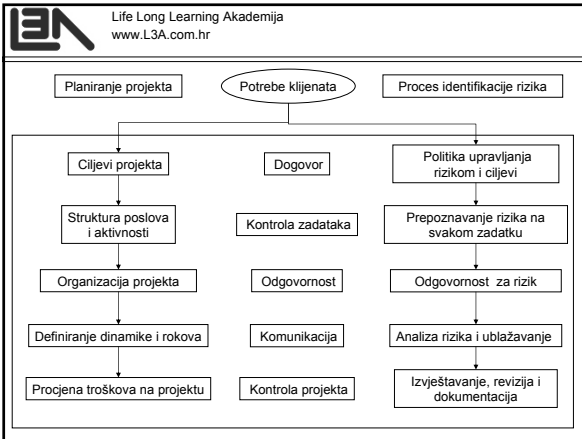 L3A
Life Long Learning Akademija
www.L3A.com.hr
Planiranje projekta
Potrebe klijenata
Proces identifikacije rizika
Ciljevi projekta
Dogovor
Politika upravljanja
rizikom i ciljevi
Struktura poslova
i aktivnosti
Kontrola zadataka
Prepoznavanje rizika na
svakom zadatku
Organizacija projekta
Odgovornost
Odgovornost za rizik
Definiranje dinamike i rokova
Komunikacija
Analiza rizika i ublažavanje
Procjena troškova na projektu
Kontrola projekta
Izvještavanje, revizija i
dokumentacija